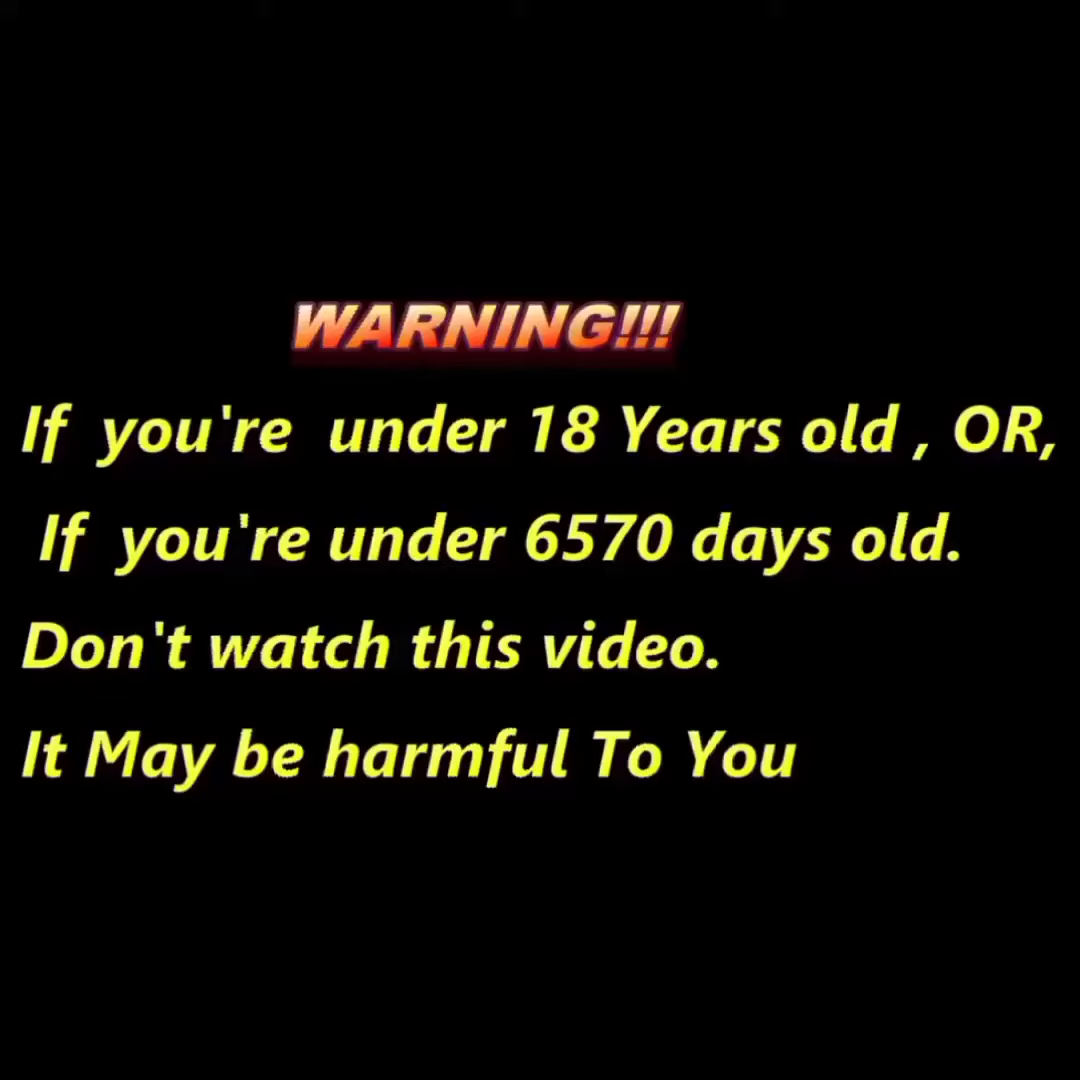 WARNING!!!
If you're under 18 Years old , OR,
If you're under 6570 days old.
Don't watch this video.
It May be harmful To You